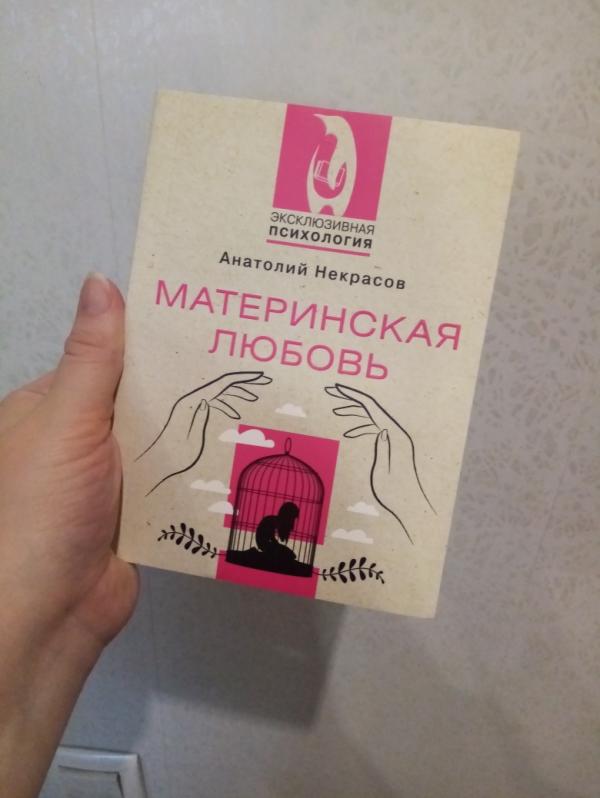 ЭКСКЛЮЗИВНАЯ
ПСИХОЛОГИЯ
Анатолий Некрасов
МАТЕРИНСКАЯ
ЛЮБОВЬ